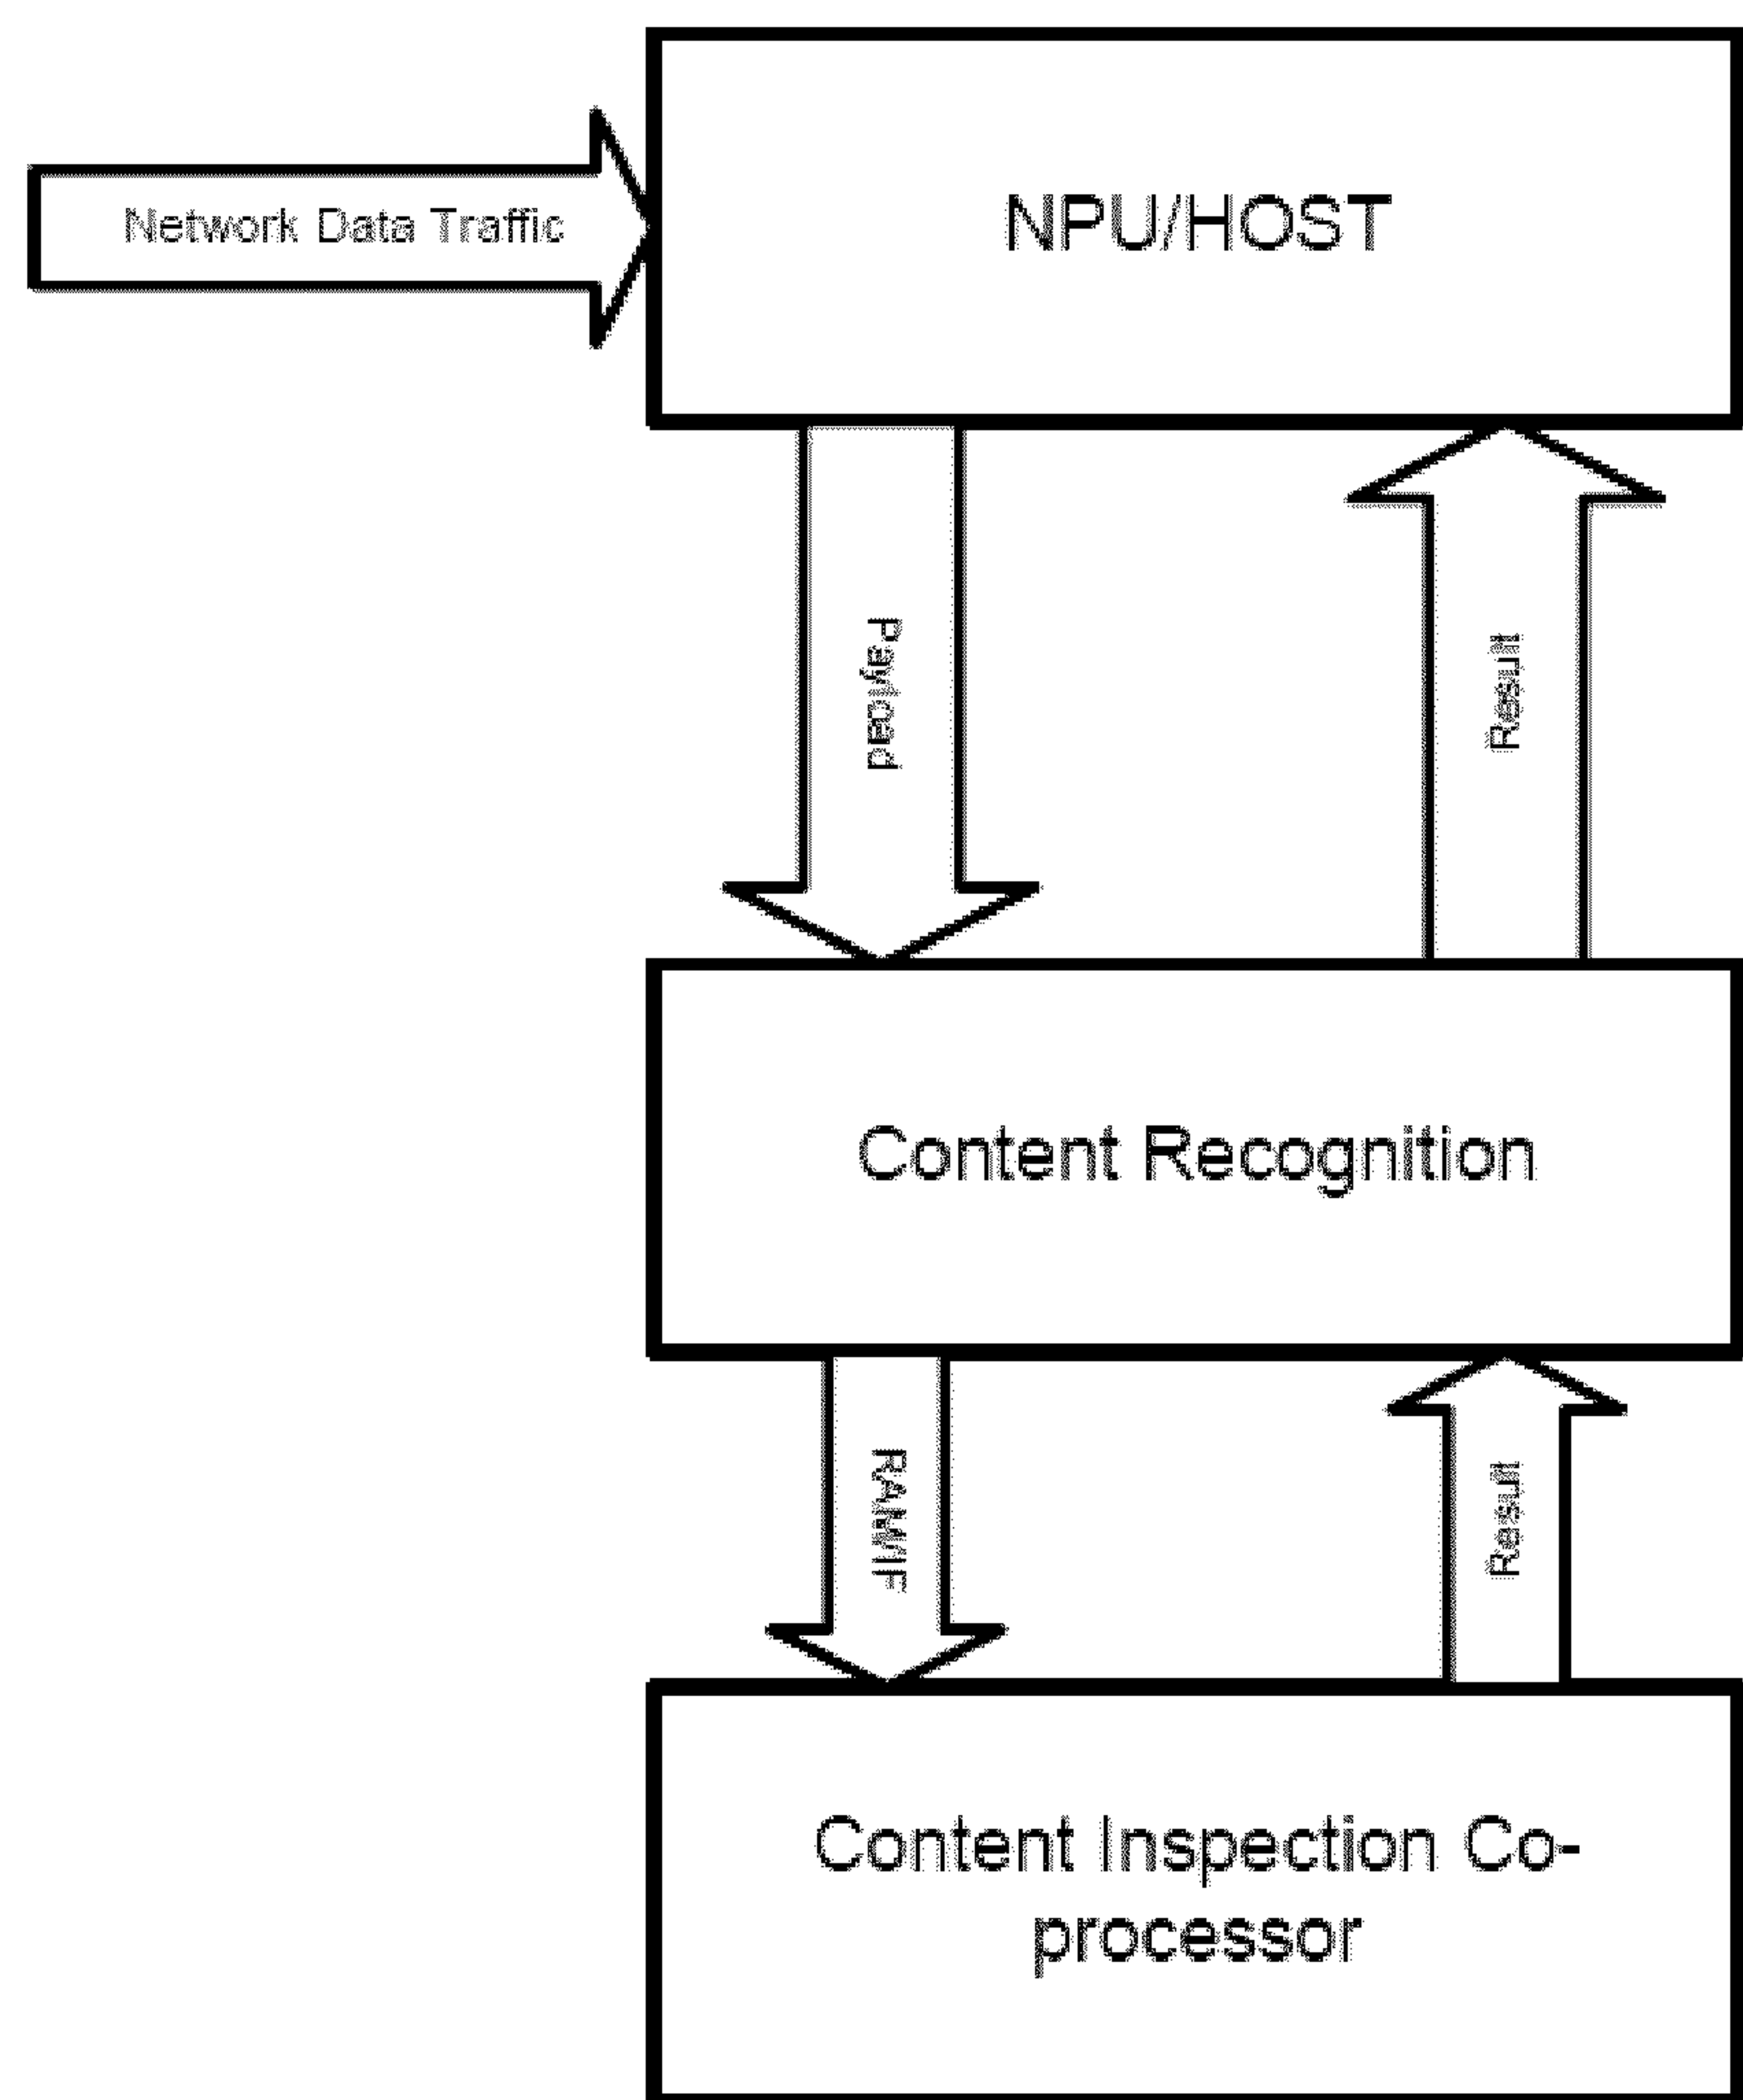 Network Data Traffic
NPU/HOST
Payload
Result
Content Recognition
RAM/IF
Result
Content Inspection Co-
processor